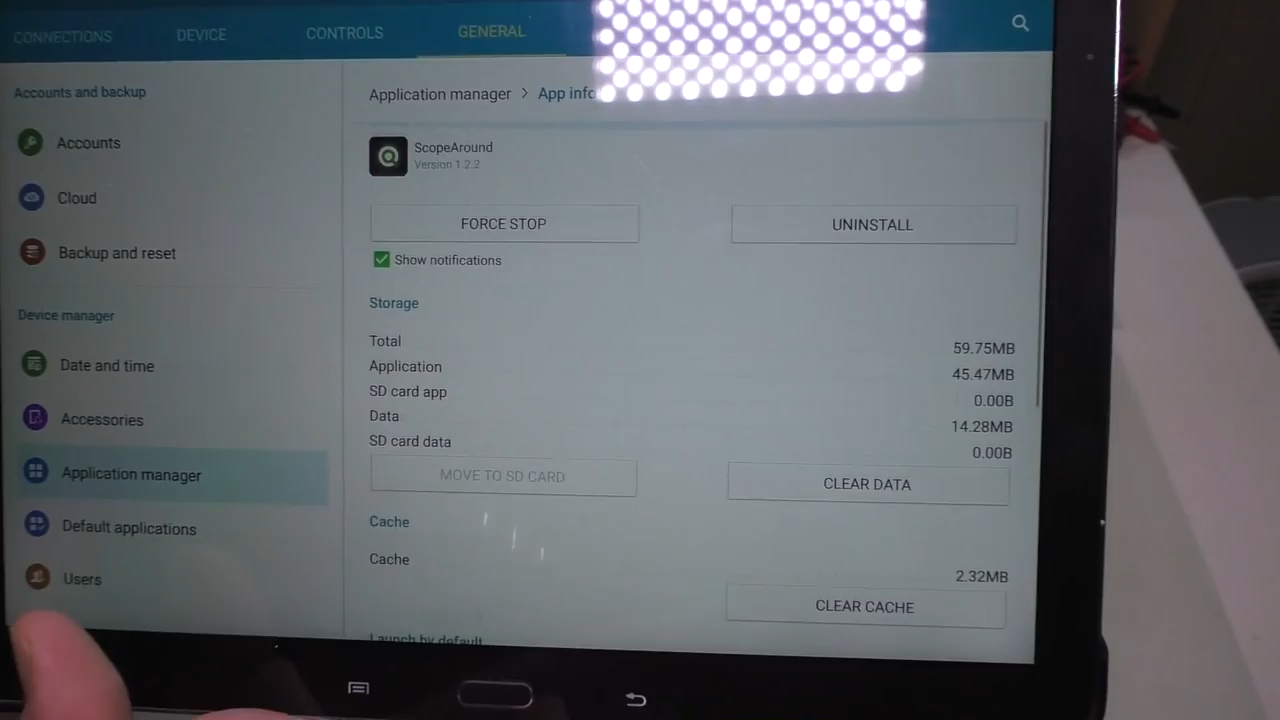 CONNECTIONS DEVICE CONTROLS GENERAL
Accounts and backup
Accounts
Cloud
Backup and reset
Device manager
Date and time
Accessories
Application manager
Default applications
Users
Application manager > App info
ScopeAround
Version 1.2.2
FORCE STOP UNINSTALL
Show notifications
Storage
Total 59.75MB
Application 45.47MB
SD card app 0.00B
Data 14.28MB
SD card data 0.00B
MOVE TO SD CARD CLEAR DATA
Cache
Cache 2.32MB
CLEAR CACHE
Launch by default